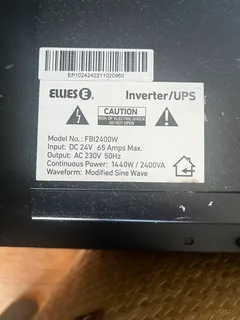 EP1024242211020960
ELLIES E
Inverter/UPS
CAUTION
RISK OF ELECTRIC SHOCK
DO NOT OPEN
Model No.: FBI2400W
Input: DC 24V 65 Amps Max.
Output: AC 230V 50Hz
Continuous Power: 1440W / 2400VA
Waveform: Modified Sine Wave